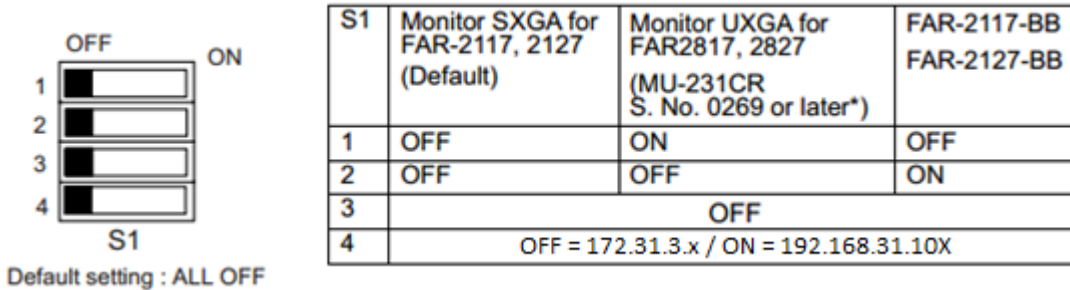 OFF
ON
1
2
3
4
S1
Default setting : ALL OFF
S1
Monitor SXGA for
FAR-2117, 2127
(Default)
Monitor UXGA for
FAR2817, 2827
(MU-231CR
S. No. 0269 or later*)
FAR-2117-BB
FAR-2127-BB
1 OFF ON OFF
2 OFF OFF ON
3 OFF
4 OFF = 172.31.3.x / ON = 192.168.31.10X